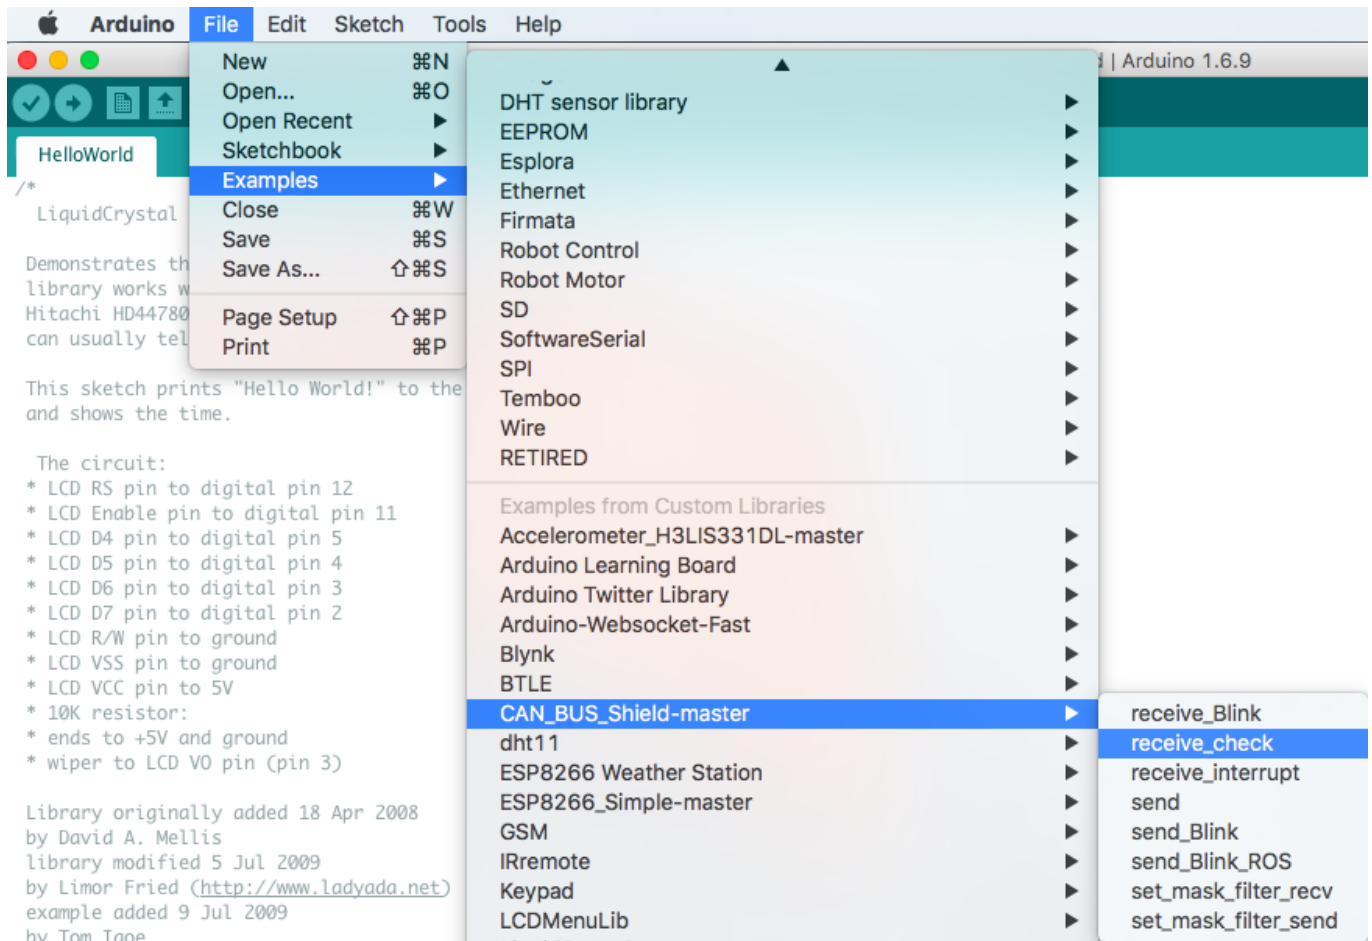 Arduino File Edit Sketch Tools Help
d | Arduino 1.6.9
New ⌘N
Open... ⌘O
Open Recent ▶
Sketchbook ▶
Examples ▶
Close ⌘W
Save ⌘S
Save As... ⇧⌘S
Page Setup ⇧⌘P
Print ⌘P
DHT sensor library
EEPROM
Esplora
Ethernet
Firmata
Robot Control
Robot Motor
SD
SoftwareSerial
SPI
Temboo
Wire
RETIRED
Examples from Custom Libraries
Accelerometer_H3LIS331DL-master
Arduino Learning Board
Arduino Twitter Library
Arduino-Websocket-Fast
Blynk
BTLE
CAN_BUS_Shield-master
dht11
ESP8266 Weather Station
ESP8266_Simple-master
GSM
IRremote
Keypad
LCDMenuLib
receive_Blink
receive_check
receive_interrupt
send
send_Blink
send_Blink_ROS
set_mask_filter_recv
set_mask_filter_send
HelloWorld
/*
LiquidCrystal
Demonstrates th
library works w
Hitachi HD44780
can usually tel
This sketch prints "Hello World!" to the
and shows the time.
The circuit:
* LCD RS pin to digital pin 12
* LCD Enable pin to digital pin 11
* LCD D4 pin to digital pin 5
* LCD D5 pin to digital pin 4
* LCD D6 pin to digital pin 3
* LCD D7 pin to digital pin 2
* LCD R/W pin to ground
* LCD VSS pin to ground
* LCD VCC pin to 5V
* 10K resistor:
* ends to +5V and ground
* wiper to LCD VO pin (pin 3)
Library originally added 18 Apr 2008
by David A. Mellis
library modified 5 Jul 2009
by Limor Fried (http://www.ladyada.net)
example added 9 Jul 2009
by Tom Igoe